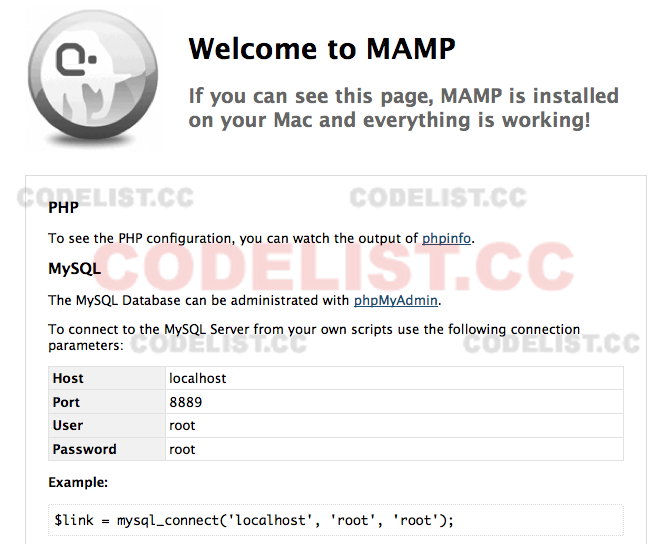 Welcome to MAMP
If you can see this page, MAMP is installed
on your Mac and everything is working!
CODELIST.CC
CODELIST.CC
PHP
To see the PHP configuration, you can watch the output of phpinfo.
CODELIST.CC
MySQL
The MySQL Database can be administrated with phpMyAdmin.
To connect to the MySQL Server from your own scripts use the following connection
parameters:
CODELIST.CC
CODELIST.CC
Host localhost
Port 8889
User root
Password root
Example:
$link = mysql_connect('localhost', 'root', 'root');